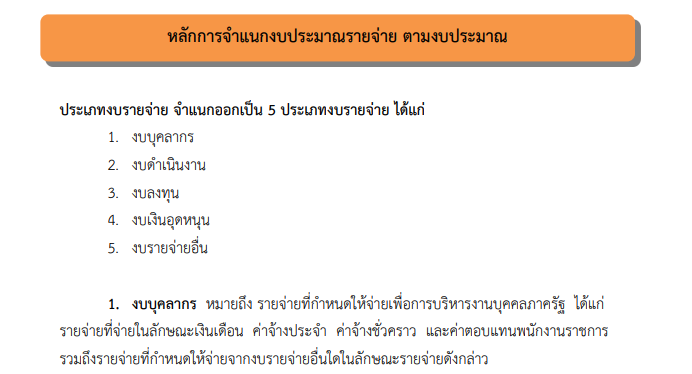 หลักการจำแนกงบประมาณรายจ่าย ตามงบประมาณ
ประเภทงบรายจ่าย จำแนกออกเป็น 5 ประเภทงบรายจ่าย ได้แก่
1. งบบุคลากร
2. งบดำเนินงาน
3. งบลงทุน
4. งบเงินอุดหนุน
5. งบรายจ่ายอื่น
1. งบบุคลากร หมายถึง รายจ่ายที่กำหนดให้จ่ายเพื่อการบริหารงานบุคคลภาครัฐ ได้แก่
รายจ่ายที่จ่ายในลักษณะเงินเดือน ค่าจ้างประจำ ค่าจ้างชั่วคราว และค่าตอบแทนพนักงานราชการ
รวมถึงรายจ่ายที่กำหนดให้จ่ายจากงบรายจ่ายอื่นใดในลักษณะรายจ่ายดังกล่าว